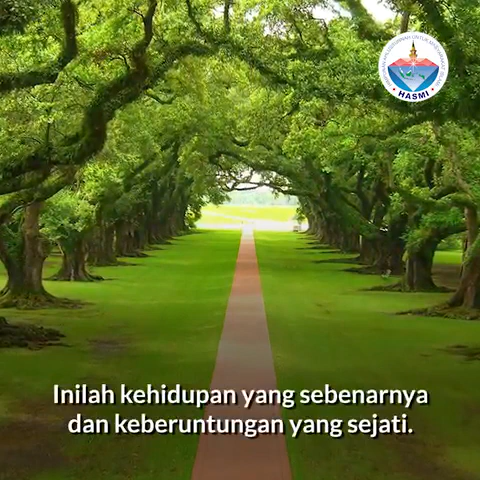 HASMI
Inilah kehidupan yang sebenarnya
dan keberuntungan yang sejati.